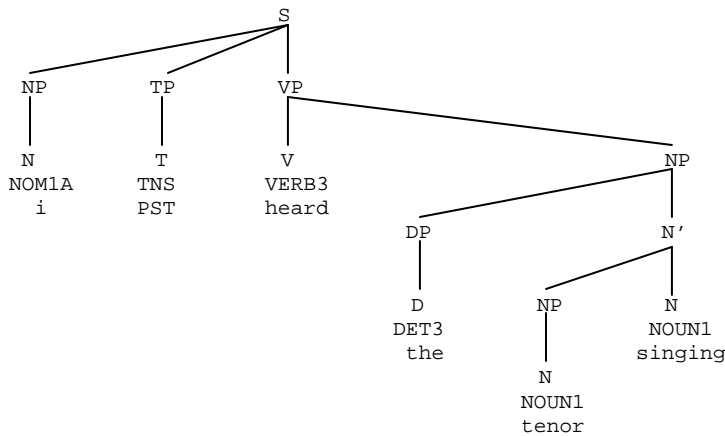 S
NP TP VP
N T V NP
NOM1A TNS VERB3
i PST heard
DP N’
D NP N
DET3 NOUN1
the singing
N
NOUN1
tenor